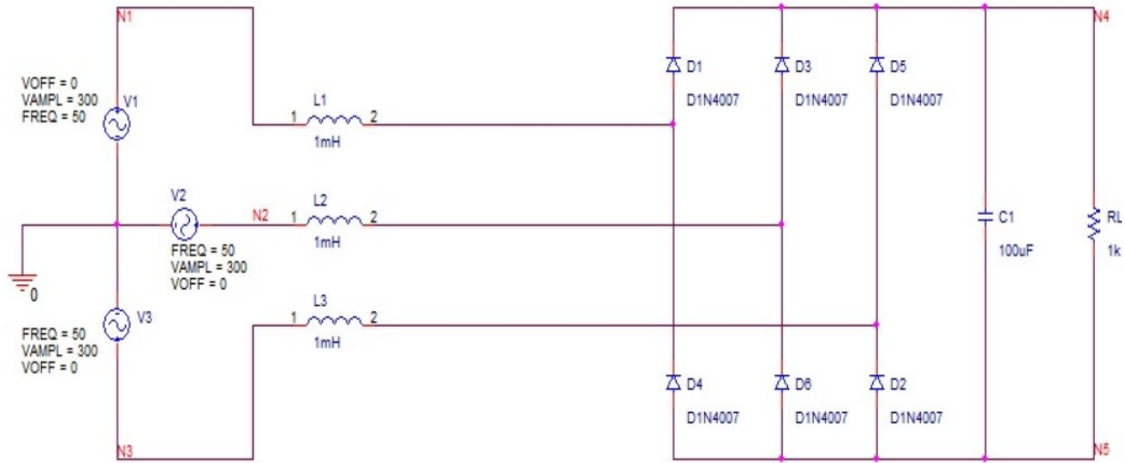 N1
N4
VOFF = 0
VAMPL = 300
FREQ = 50
V1
L1
1 2
1mH
D1
D1N4007
D3
D1N4007
D5
D1N4007
V2
N2
FREQ = 50
VAMPL = 300
VOFF = 0
L2
1 2
1mH
C1
100uF
RL
1k
0
V3
FREQ = 50
VAMPL = 300
VOFF = 0
L3
1 2
1mH
D4
D1N4007
D6
D1N4007
D2
D1N4007
N3
N5